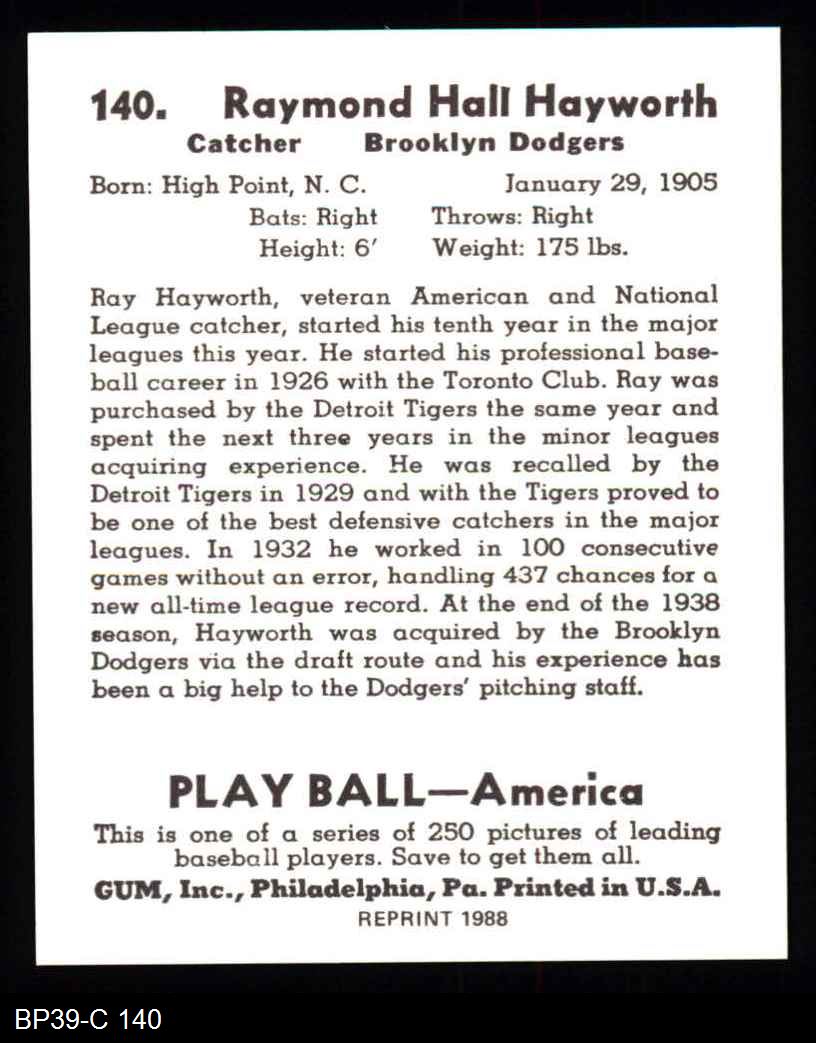 140. Raymond Hall Hayworth
Catcher Brooklyn Dodgers
Born: High Point, N. C. January 29, 1905
Bats: Right Throws: Right
Height: 6′ Weight: 175 lbs.
Ray Hayworth, veteran American and National
League catcher, started his tenth year in the major
leagues this year. He started his professional base-
ball career in 1926 with the Toronto Club. Ray was
purchased by the Detroit Tigers the same year and
spent the next three years in the minor leagues
acquiring experience. He was recalled by the
Detroit Tigers in 1929 and with the Tigers proved to
be one of the best defensive catchers in the major
leagues. In 1932 he worked in 100 consecutive
games without an error, handling 437 chances for a
new all-time league record. At the end of the 1938
season, Hayworth was acquired by the Brooklyn
Dodgers via the draft route and his experience has
been a big help to the Dodgers' pitching staff.
PLAY BALL—America
This is one of a series of 250 pictures of leading
baseball players. Save to get them all.
GUM, Inc., Philadelphia, Pa. Printed in U.S.A.
REPRINT 1988
BP39-C 140